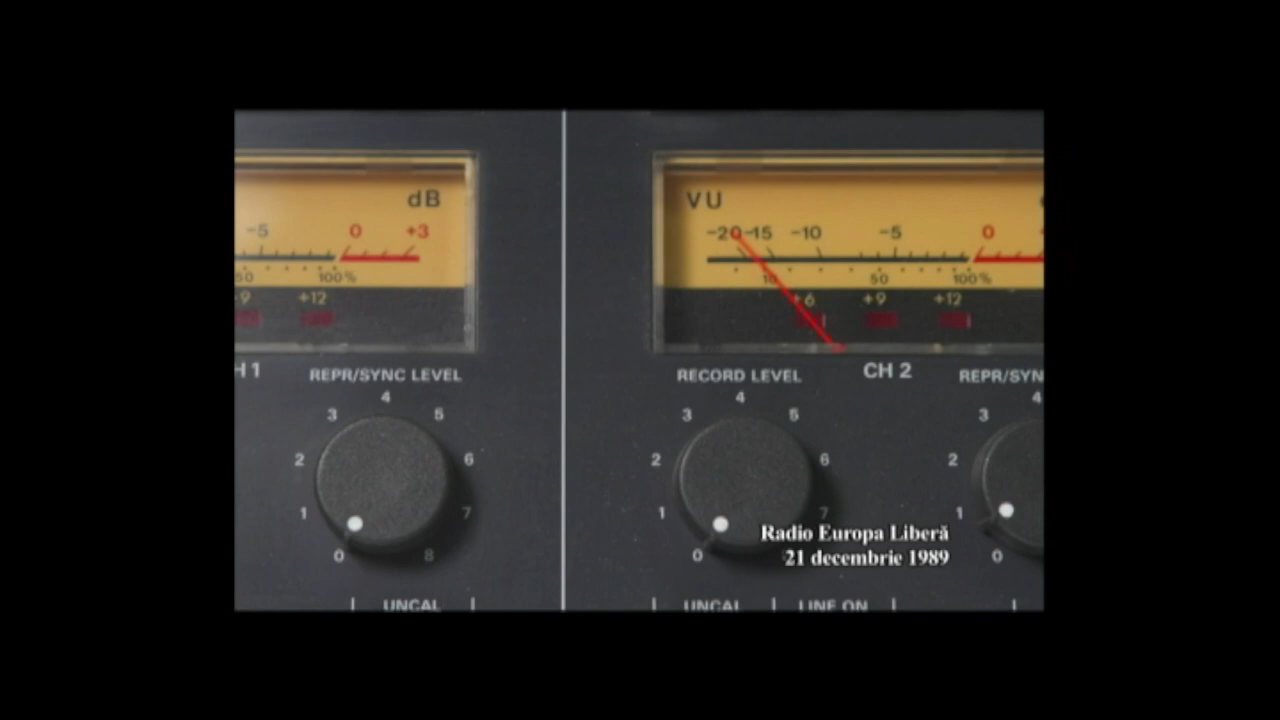 dB
-5 0 +3
50 100%
+9 +12
H 1
REPR/SYNC LEVEL
0 1 2 3 4 5 6 7 8
UNCAL
VU
-20 -15 -10 -5 0
10 50 100%
+6 +9 +12
RECORD LEVEL
CH 2
0 1 2 3 4 5 6 7
REPR/SYN
0 1 2 3 4
UNCAL
LINE ON
Radio Europa Liberă
21 decembrie 1989